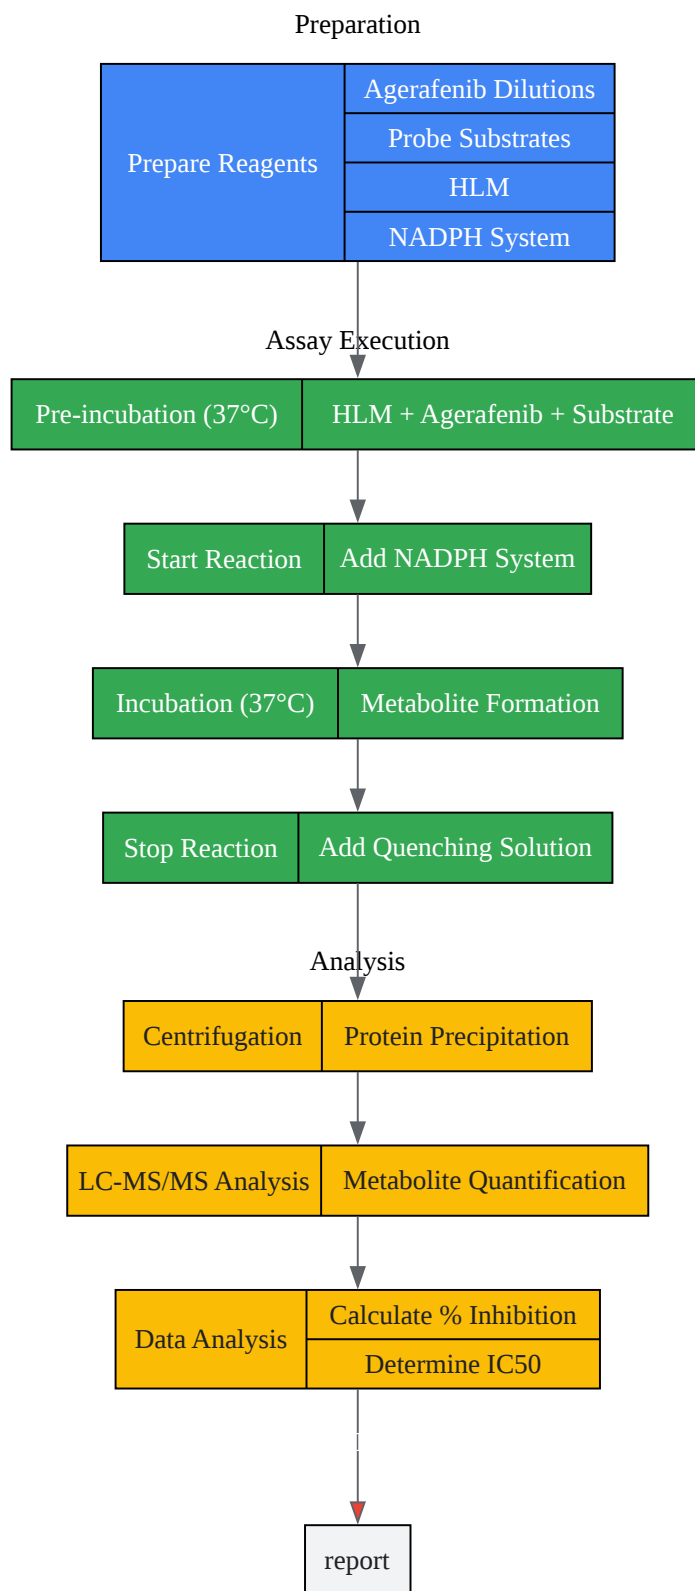 Preparation
Prepare Reagents
Agerafenib Dilutions
Probe Substrates
HLM
NADPH System
Assay Execution
Pre-incubation (37°C)
HLM + Agerafenib + Substrate
Start Reaction
Add NADPH System
Incubation (37°C)
Metabolite Formation
Stop Reaction
Add Quenching Solution
Analysis
Centrifugation
Protein Precipitation
LC-MS/MS Analysis
Metabolite Quantification
Data Analysis
Calculate % Inhibition
Determine IC50
report